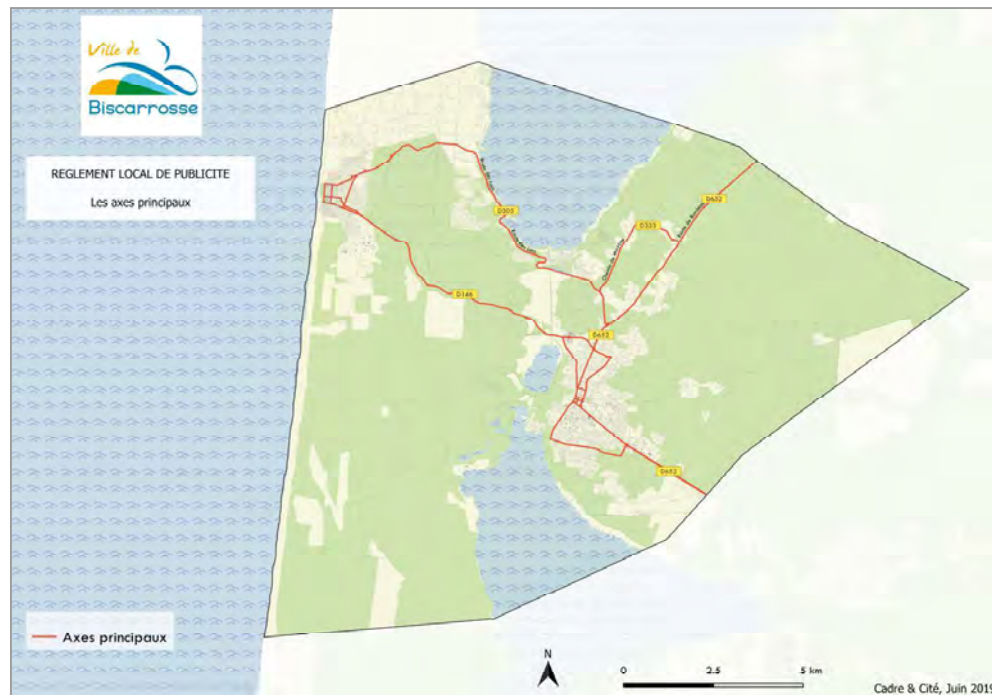 Ville de
Biscarrosse
REGLEMENT LOCAL DE PUBLICITE
Les axes principaux
D305
D333
D652
D146
D652
D652
Axes principaux
N
0 2.5 5 km
Cadre & Cité, Juin 2019